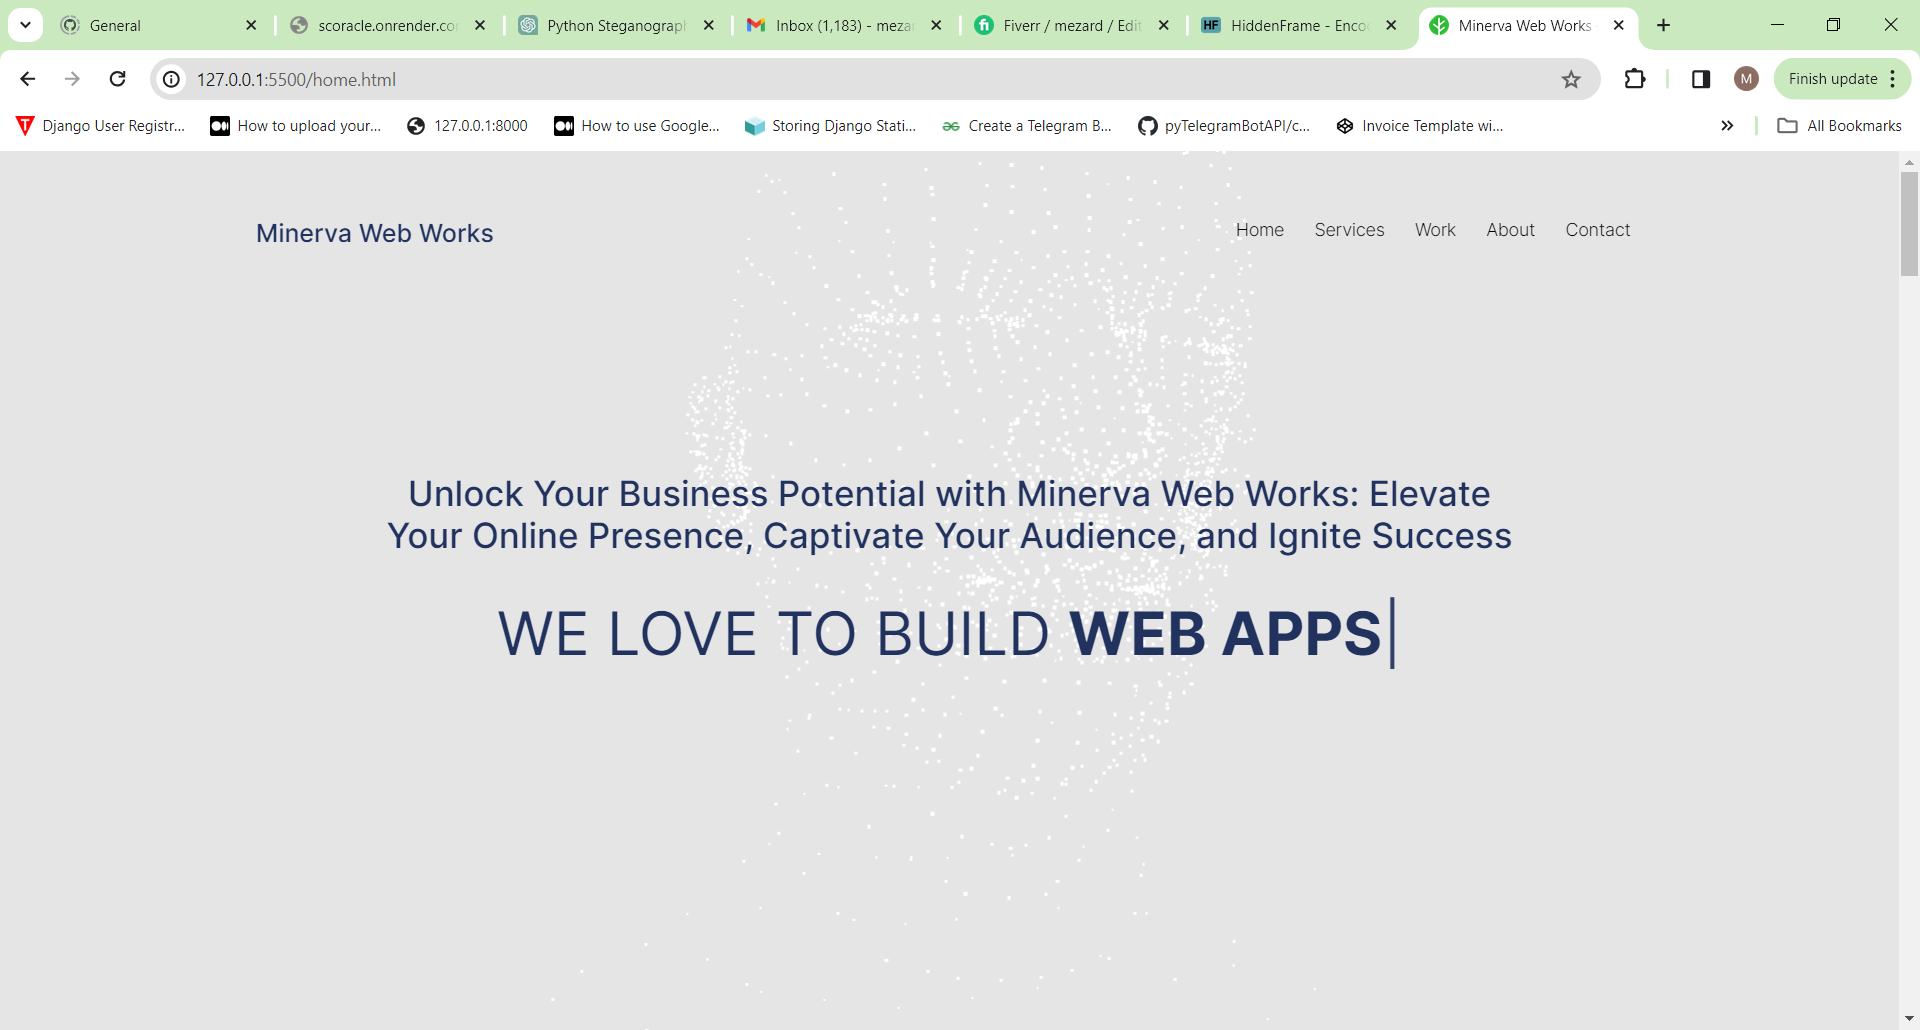 General
scoracle.onrender.co
Python Steganograp
Inbox (1,183) - meza
Fiverr / mezard / Edit
HF
HiddenFrame - Enco
Minerva Web Works
127.0.0.1:5500/home.html
M
Finish update
Django User Registr...
How to upload your...
127.0.0.1:8000
How to use Google...
Storing Django Stati...
Create a Telegram B...
pyTelegramBotAPI/c...
Invoice Template wi...
All Bookmarks
Minerva Web Works
Home Services Work About Contact
Unlock Your Business Potential with Minerva Web Works: Elevate
Your Online Presence, Captivate Your Audience, and Ignite Success
WE LOVE TO BUILD WEB APPS|